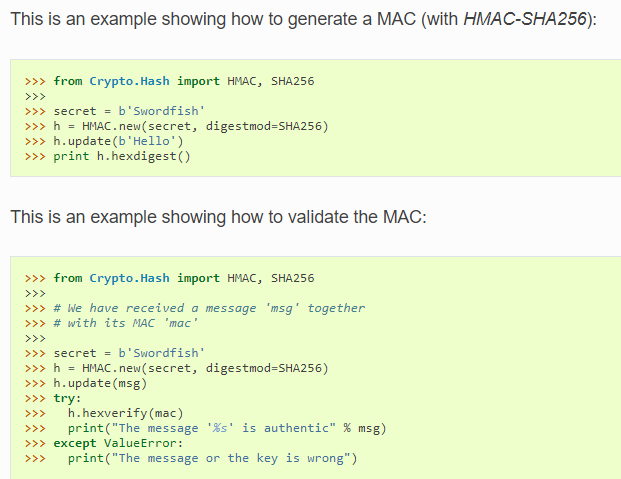 This is an example showing how to generate a MAC (with HMAC-SHA256):
>>> from Crypto.Hash import HMAC, SHA256
>>>
>>> secret = b'Swordfish'
>>> h = HMAC.new(secret, digestmod=SHA256)
>>> h.update(b'Hello')
>>> print h.hexdigest()
This is an example showing how to validate the MAC:
>>> from Crypto.Hash import HMAC, SHA256
>>>
>>> # We have received a message 'msg' together
>>> # with its MAC 'mac'
>>>
>>> secret = b'Swordfish'
>>> h = HMAC.new(secret, digestmod=SHA256)
>>> h.update(msg)
>>> try:
>>>   h.hexverify(mac)
>>>   print("The message '%s' is authentic" % msg)
>>> except ValueError:
>>>   print("The message or the key is wrong")